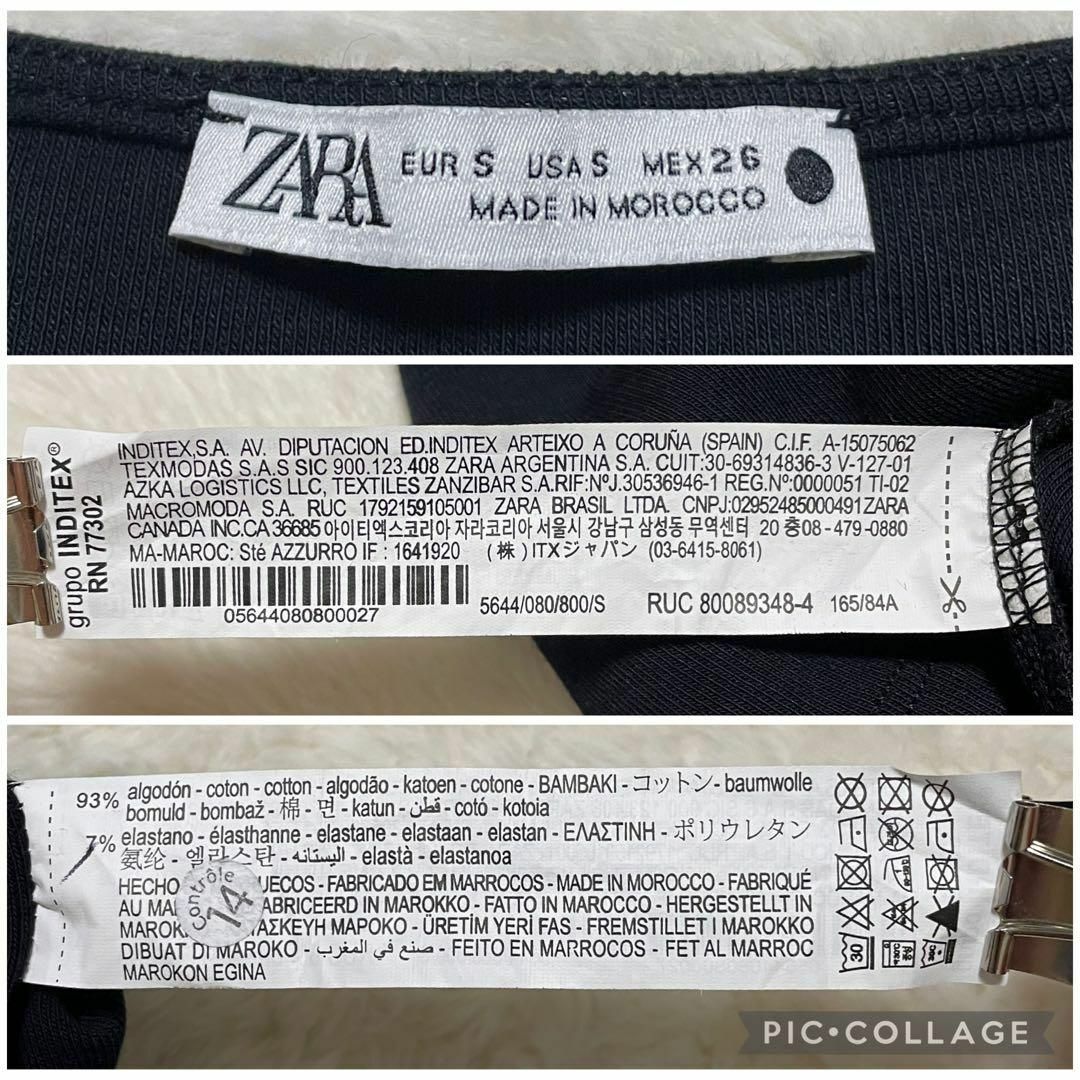 ZARA EUR S USA S MEX 26
MADE IN MOROCCO
grupo INDITEX®
RN 77302
INDITEX,S.A. AV. DIPUTACION ED.INDITEX ARTEIXO A CORUÑA (SPAIN) C.I.F. A-15075062
TEXMODAS S.A.S SIC 900.123.408 ZARA ARGENTINA S.A. CUIT:30-69314836-3 V-127-01
AZKA LOGISTICS LLC, TEXTILES ZANZIBAR S.A.RIF:NºJ.30536946-1 REG.Nº:0000051 TI-02
MACROMODA S.A. RUC 1792159105001 ZARA BRASIL LTDA. CNPJ:02952485000491ZARA
CANADA INC.CA 36685 아이티엑스코리아 자라코리아 서울시 강남구 삼성동 무역센터 20 층08-479-0880
MA-MAROC: Sté AZZURRO IF : 1641920 (株) ITXジャパン (03-6415-8061)
05644080800027
5644/080/800/S RUC 80089348-4 165/84A
93% algodón - coton - cotton - algodão - katoen - cotone - BAMBAKI - コットン - baumwolle
bomuld - bombaž - 棉 - 면 - katun - قطن - cotó - kotoia
7% elastano - élasthanne - elastane - elastaan - elastan - ΕΛΑΣΤΙΝΗ - ポリウレタン
氨纶 - 엘라스탄 - اليستانه - elastà - elastanoa
HECHO UECOS - FABRICADO EM MARROCOS - MADE IN MOROCCO - FABRIQUÉ
AU MA ABRICEERD IN MAROKKO - FATTO IN MAROCCO - HERGESTELLT IN
MAROKK ΤΑΣΚΕΥΗ ΜΑΡΟΚΟ - ÜRETİM YERİ FAS - FREMSTILLET I MAROKKO
DIBUAT DI MAROKO - صنع في المغرب - FEITO EN MARROCOS - FET AL MARROC
MAROKON EGINA
contrôle
14
30
PIC•COLLAGE